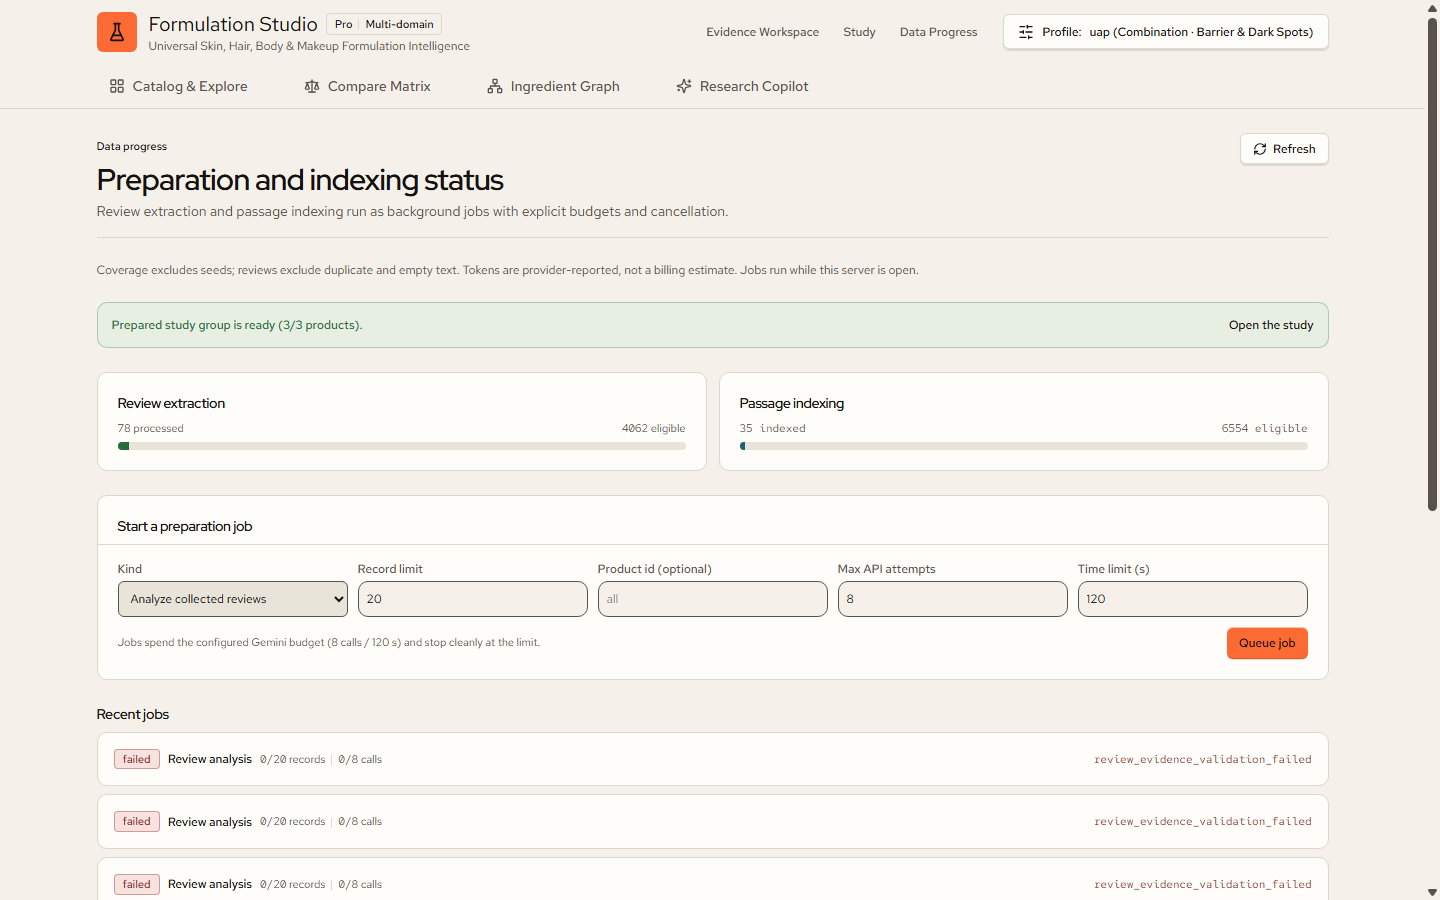 Formulation Studio
Pro | Multi-domain
Universal Skin, Hair, Body & Makeup Formulation Intelligence
Evidence Workspace
Study
Data Progress
Profile: uap (Combination · Barrier & Dark Spots)
Catalog & Explore
Compare Matrix
Ingredient Graph
Research Copilot
Data progress
Refresh
Preparation and indexing status
Review extraction and passage indexing run as background jobs with explicit budgets and cancellation.
Coverage excludes seeds; reviews exclude duplicate and empty text. Tokens are provider-reported, not a billing estimate. Jobs run while this server is open.
Prepared study group is ready (3/3 products).
Open the study
Review extraction
78 processed
4062 eligible
Passage indexing
35 indexed
6554 eligible
Start a preparation job
Kind
Analyze collected reviews
Record limit
20
Product id (optional)
all
Max API attempts
8
Time limit (s)
120
Jobs spend the configured Gemini budget (8 calls / 120 s) and stop cleanly at the limit.
Queue job
Recent jobs
failed Review analysis 0/20 records | 0/8 calls
review_evidence_validation_failed
failed Review analysis 0/20 records | 0/8 calls
review_evidence_validation_failed
failed Review analysis 0/20 records | 0/8 calls
review_evidence_validation_failed